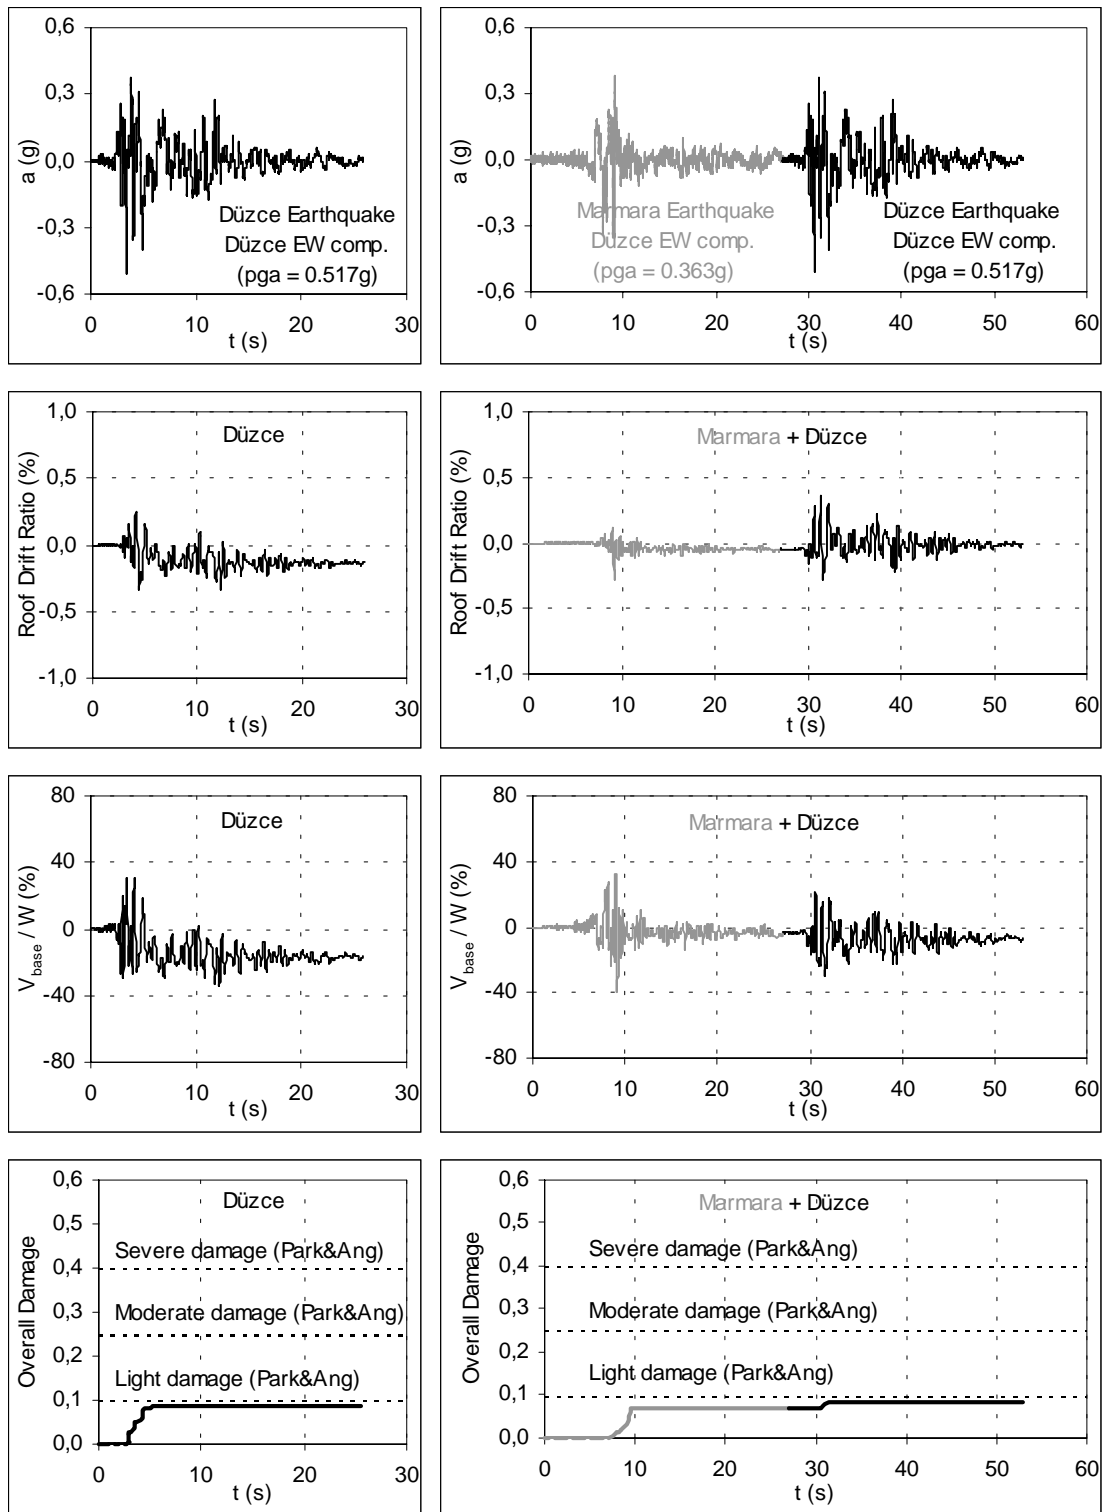 0,6
0,3
0,0
-0,3
-0,6
a (g)
Düzce Earthquake
Düzce EW comp.
(pga = 0.517g)
0 10 20 30
t (s)
0,6
0,3
0,0
-0,3
-0,6
a (g)
Marmara Earthquake
Düzce EW comp.
(pga = 0.363g)
Düzce Earthquake
Düzce EW comp.
(pga = 0.517g)
0 10 20 30 40 50 60
t (s)
1,0
0,5
0,0
-0,5
-1,0
Roof Drift Ratio (%)
Düzce
0 10 20 30
t (s)
1,0
0,5
0,0
-0,5
-1,0
Roof Drift Ratio (%)
Marmara + Düzce
0 10 20 30 40 50 60
t (s)
80
40
0
-40
-80
Vbase / W (%)
Düzce
0 10 20 30
t (s)
80
40
0
-40
-80
Vbase / W (%)
Marmara + Düzce
0 10 20 30 40 50 60
t (s)
0,6
0,5
0,4
0,3
0,2
0,1
0,0
Overall Damage
Düzce
Severe damage (Park&Ang)
Moderate damage (Park&Ang)
Light damage (Park&Ang)
0 10 20 30
t (s)
0,6
0,5
0,4
0,3
0,2
0,1
0,0
Overall Damage
Marmara + Düzce
Severe damage (Park&Ang)
Moderate damage (Park&Ang)
Light damage (Park&Ang)
0 10 20 30 40 50 60
t (s)